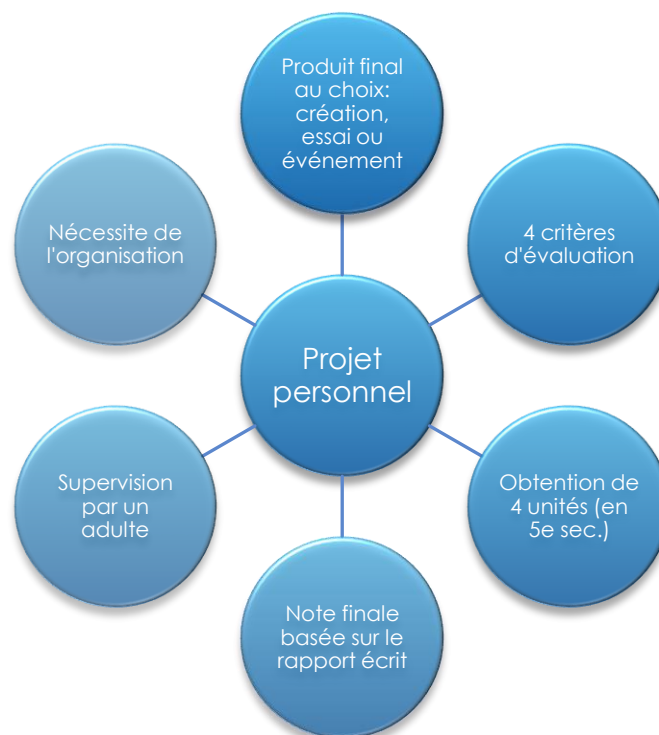 Produit final
au choix:
création,
essai ou
événement
Nécessite de
l'organisation
4 critères
d'évaluation
Projet
personnel
Supervision
par un
adulte
Obtention de
4 unités (en
5e sec.)
Note finale
basée sur le
rapport écrit